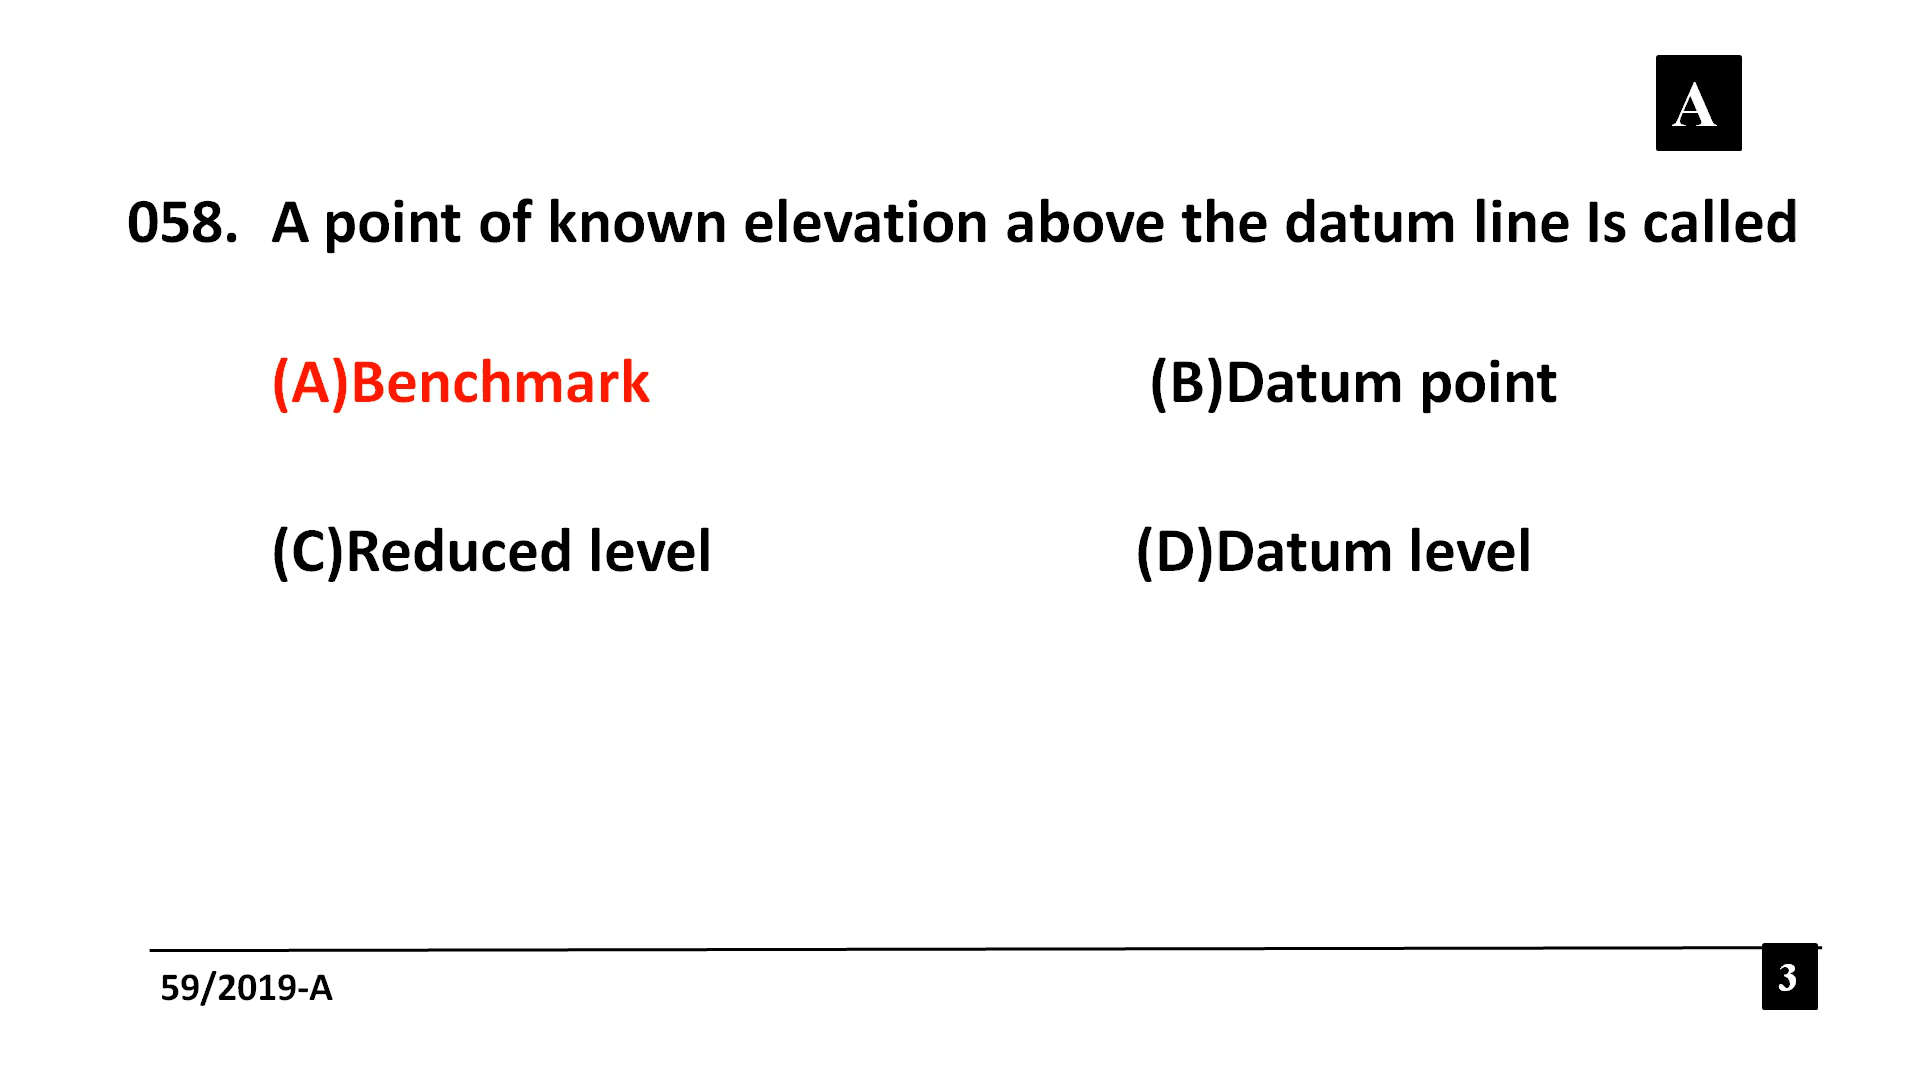 A
058. A point of known elevation above the datum line Is called
(A)Benchmark (B)Datum point
(C)Reduced level (D)Datum level
59/2019-A
3